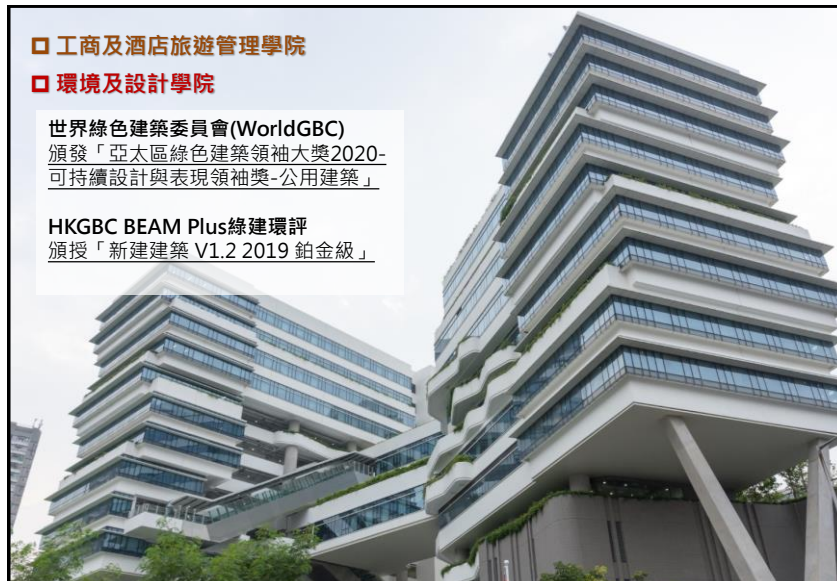 工商及酒店旅遊管理學院
環境及設計學院
世界綠色建築委員會(WorldGBC)
頒發「亞太區綠色建築領袖大獎2020-
可持續設計與表現領袖獎-公用建築」
HKGBC BEAM Plus綠建環評
頒授「新建建築 V1.2 2019 鉑金級」